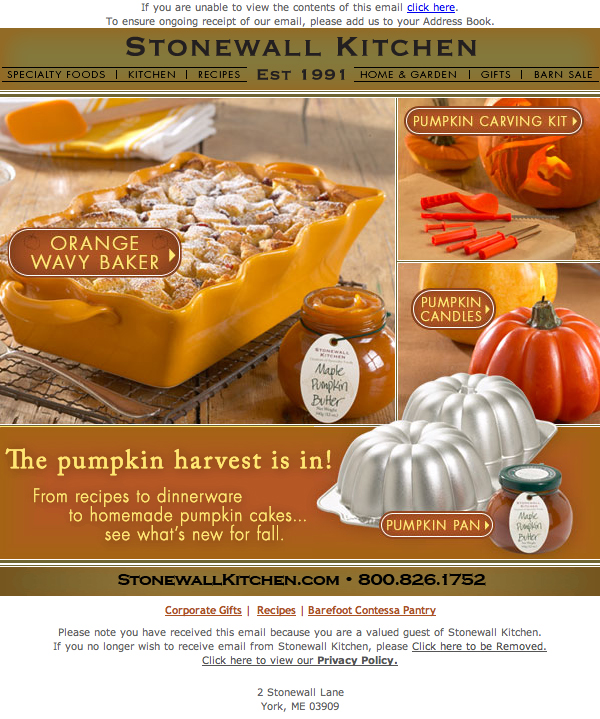 If you are unable to view the contents of this email click here.
To ensure ongoing receipt of our email, please add us to your Address Book.
STONEWALL KITCHEN
SPECIALTY FOODS | KITCHEN | RECIPES EST 1991 HOME & GARDEN | GIFTS | BARN SALE
PUMPKIN CARVING KIT
ORANGE
WAVY BAKER
PUMPKIN
CANDLES
STONEWALL
KITCHEN
Maple
Pumpkin
Butter
The pumpkin harvest is in!
From recipes to dinnerware
to homemade pumpkin cakes...
see what's new for fall.
PUMPKIN PAN
Maple
Pumpkin
Butter
STONEWALLKITCHEN.COM • 800.826.1752
Corporate Gifts | Recipes | Barefoot Contessa Pantry
Please note you have received this email because you are a valued guest of Stonewall Kitchen.
If you no longer wish to receive email from Stonewall Kitchen, please Click here to be Removed.
Click here to view our Privacy Policy.
2 Stonewall Lane
York, ME 03909